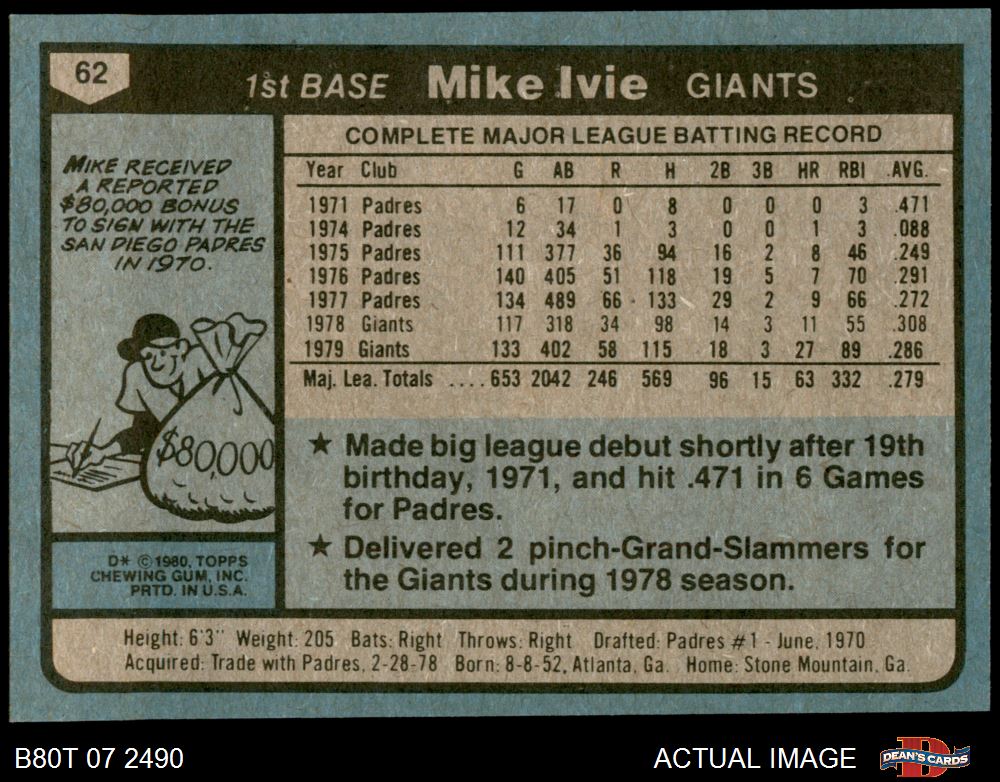 62
1st BASE Mike Ivie GIANTS
MIKE RECEIVED
A REPORTED
$80,000 BONUS
TO SIGN WITH THE
SAN DIEGO PADRES
IN 1970.
$80,000
D* ©1980, TOPPS
CHEWING GUM, INC.
PRTD. IN U.S.A.
COMPLETE MAJOR LEAGUE BATTING RECORD
Year Club G AB R H 2B 3B HR RBI AVG.
1971 Padres 6 17 0 8 0 0 0 3 .471
1974 Padres 12 34 1 3 0 0 1 3 .088
1975 Padres 111 377 36 94 16 2 8 46 .249
1976 Padres 140 405 51 118 19 5 7 70 .291
1977 Padres 134 489 66 133 29 2 9 66 .272
1978 Giants 117 318 34 98 14 3 11 55 .308
1979 Giants 133 402 58 115 18 3 27 89 .286
Maj. Lea. Totals ....653 2042 246 569 96 15 63 332 .279
★ Made big league debut shortly after 19th
birthday, 1971, and hit .471 in 6 Games
for Padres.
★ Delivered 2 pinch-Grand-Slammers for
the Giants during 1978 season.
Height: 6'3" Weight: 205 Bats: Right Throws: Right Drafted: Padres #1 - June, 1970
Acquired: Trade with Padres, 2-28-78 Born: 8-8-52, Atlanta, Ga. Home: Stone Mountain, Ga.
B80T 07 2490 ACTUAL IMAGE D DEAN'S CARDS